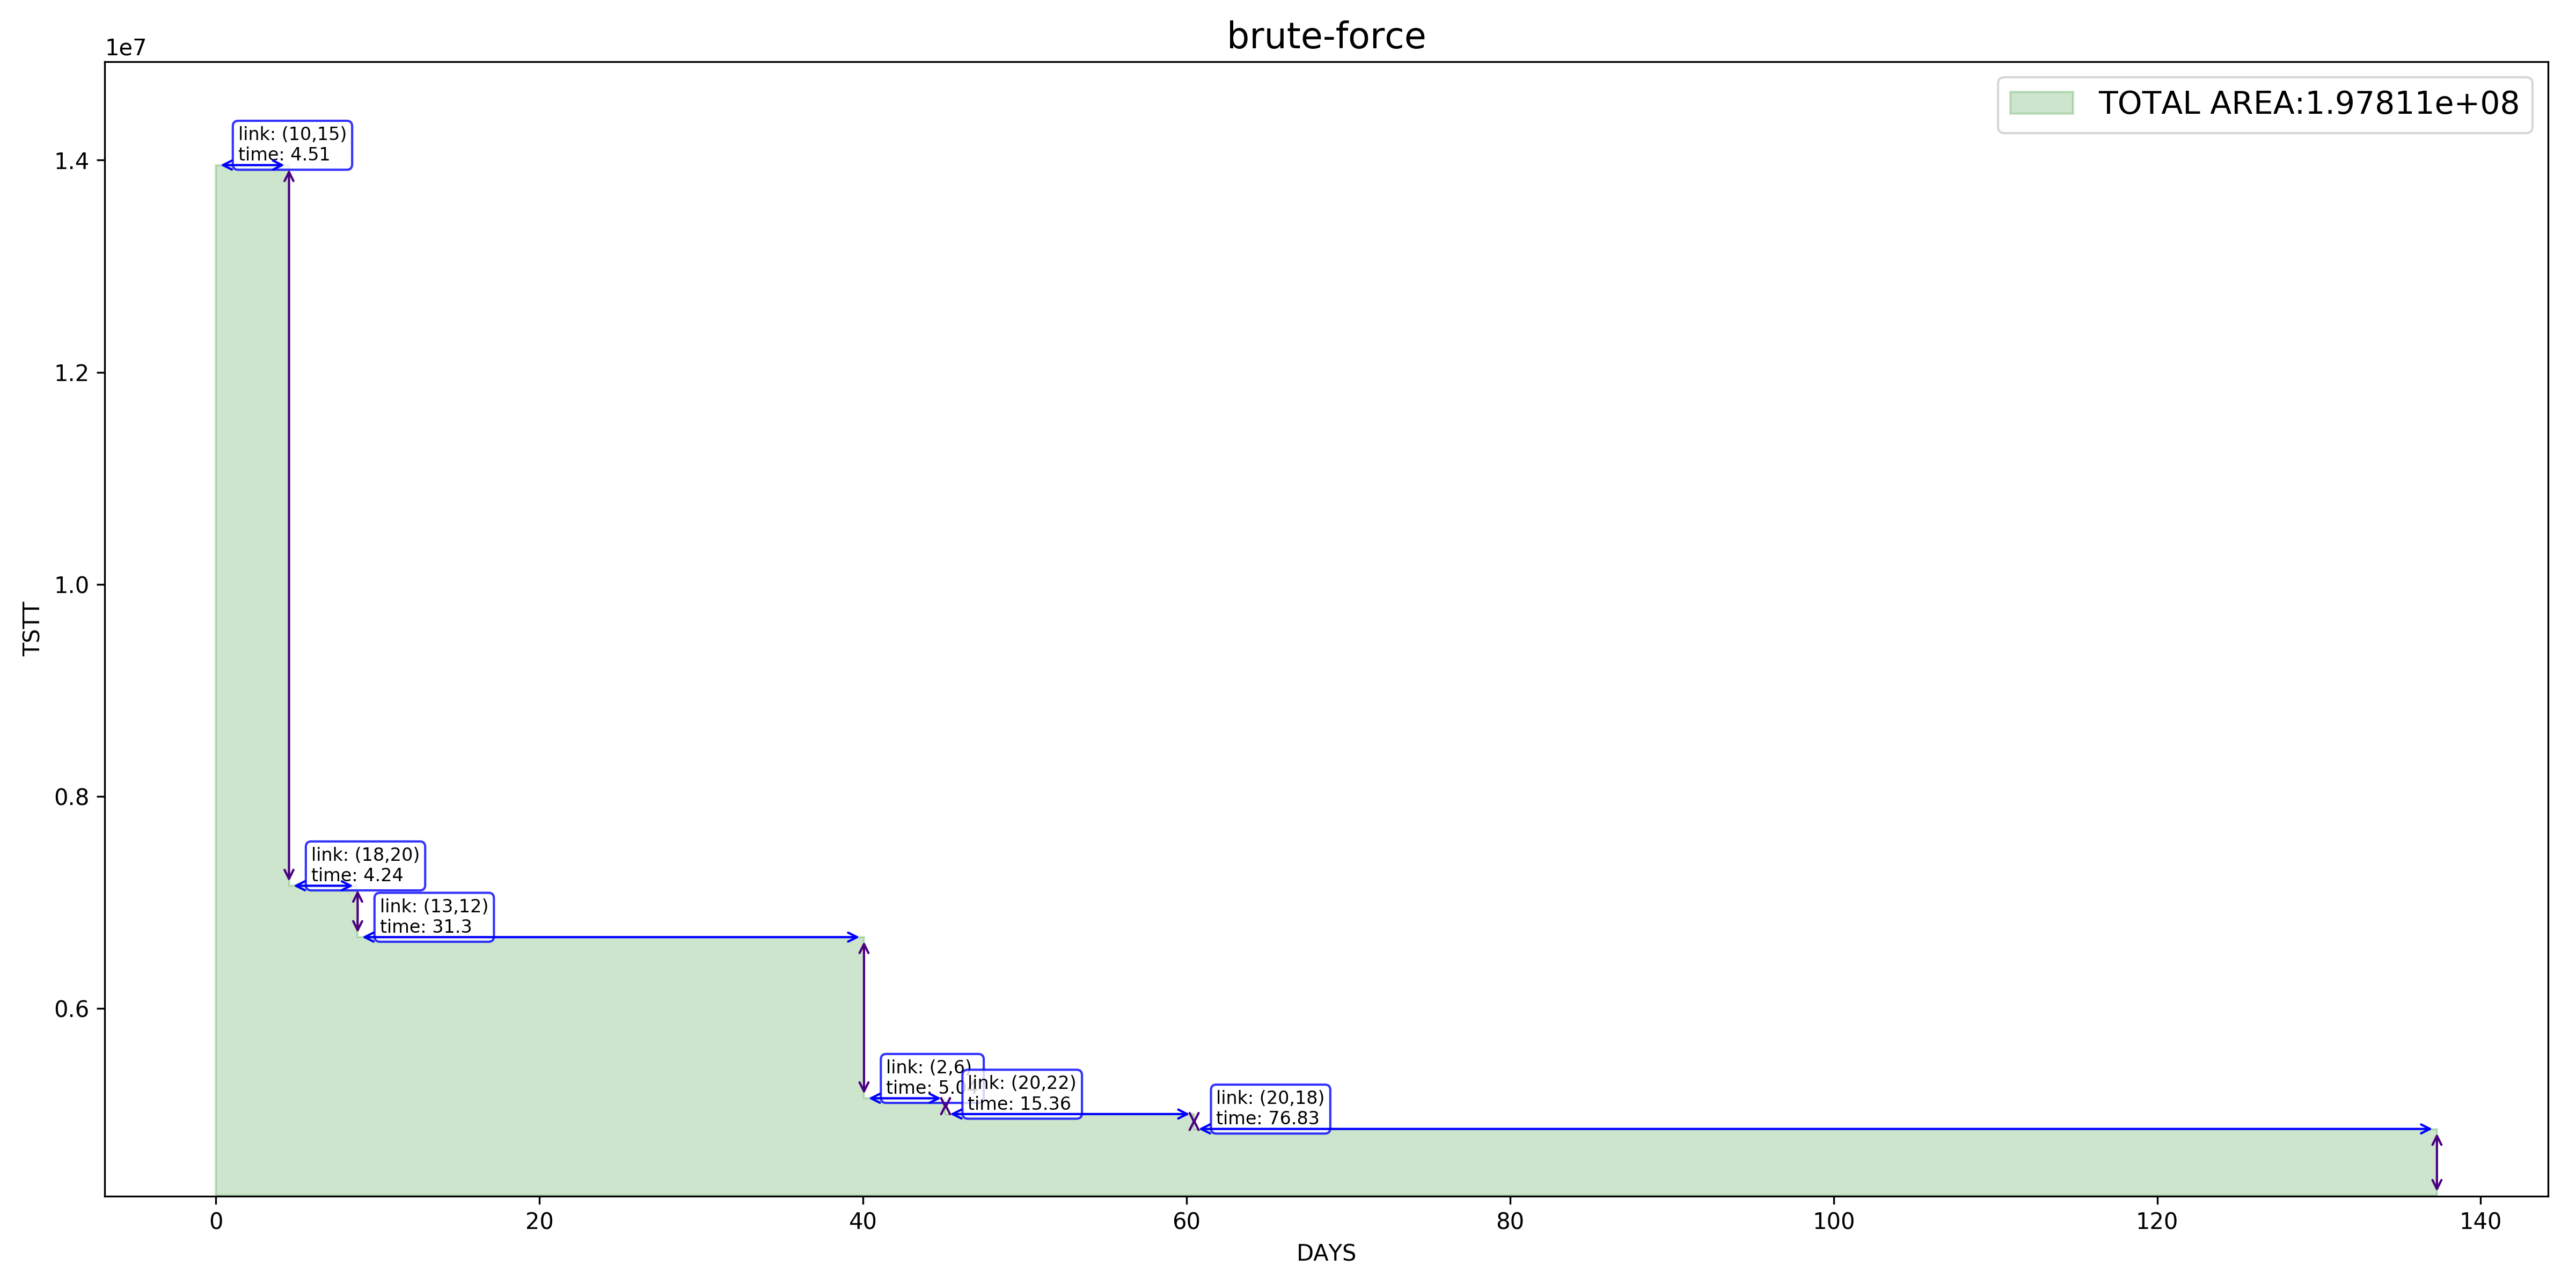 brute-force
1e7
TOTAL AREA:1.97811e+08
link: (10,15)
time: 4.51
1.4
1.2
1.0
TSTT
0.8
link: (18,20)
time: 4.24
link: (13,12)
time: 31.3
0.6
link: (2,6)
time:
link: (20,22)
time: 15.36
link: (20,18)
time: 76.83
0 20 40 60 80 100 120 140
DAYS